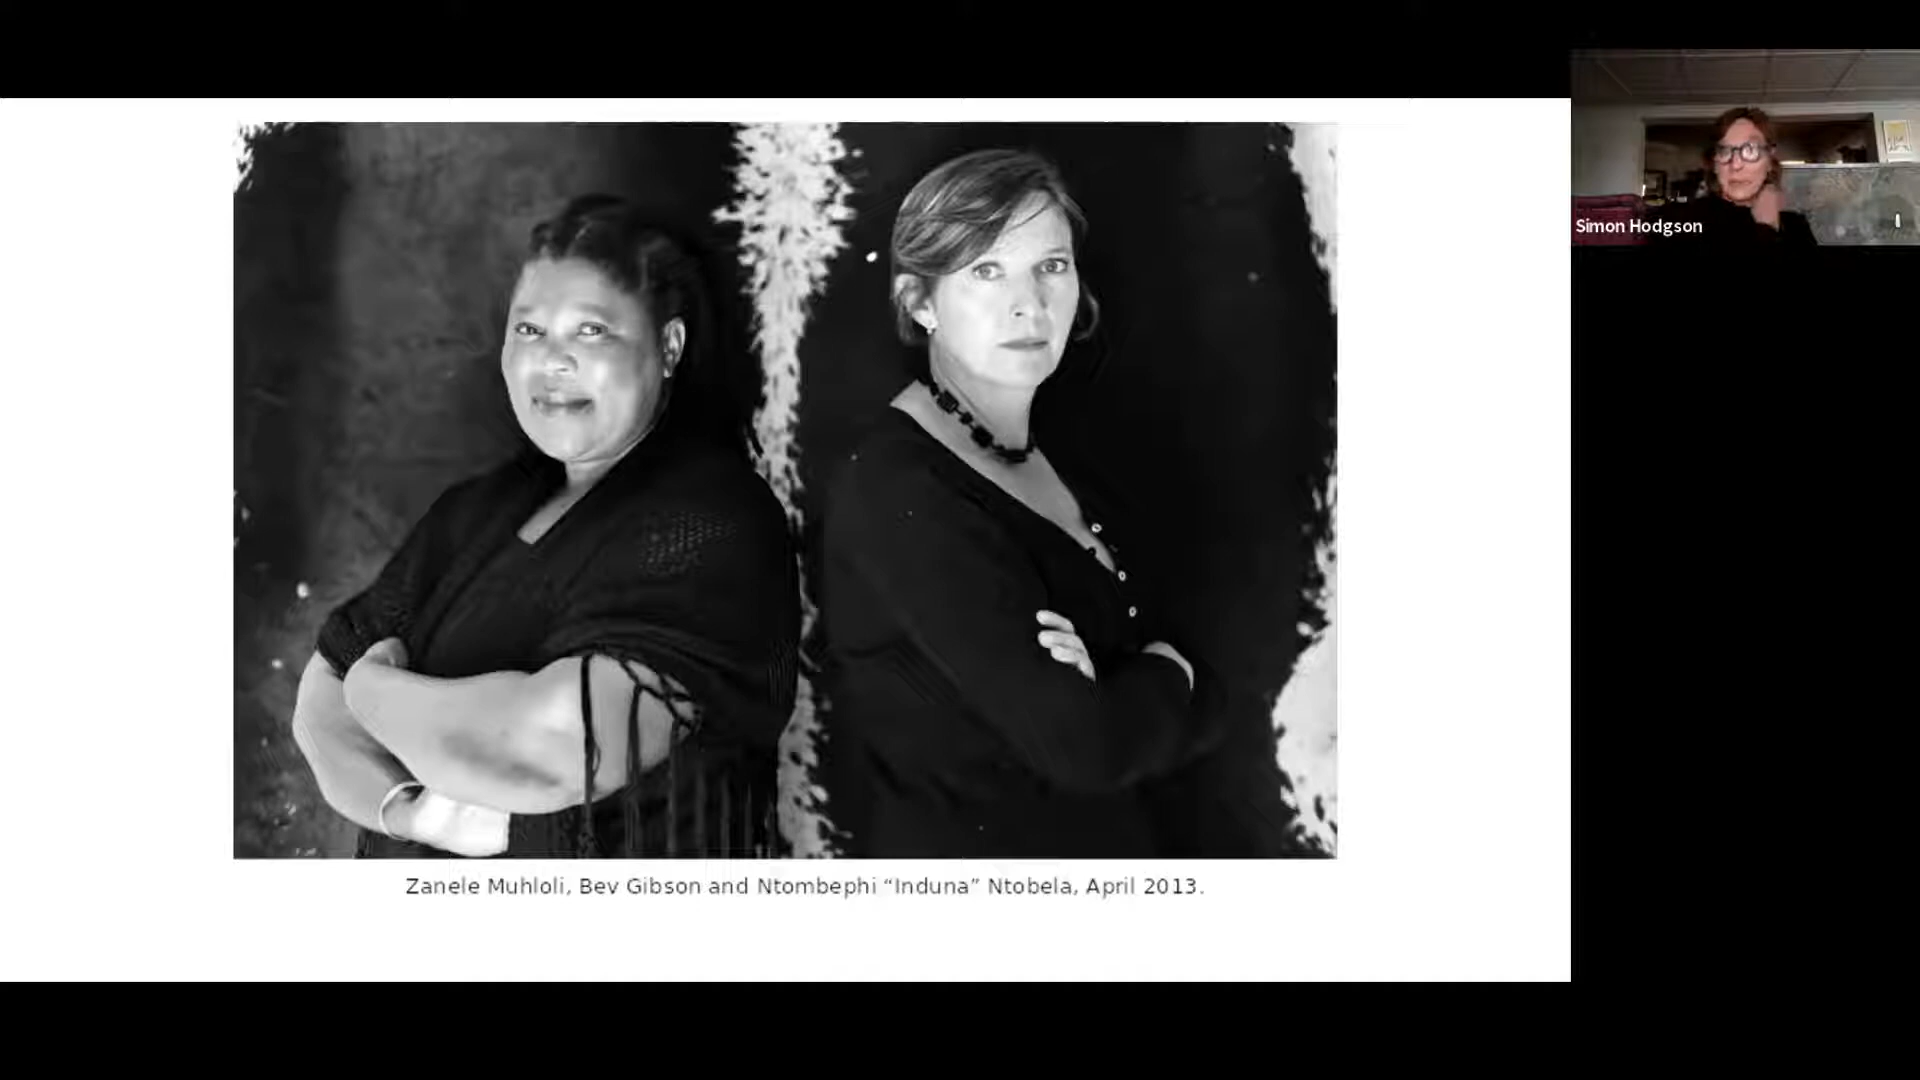 Simon Hodgson
Zanele Muhloli, Bev Gibson and Ntombephi “Induna” Ntobela, April 2013.